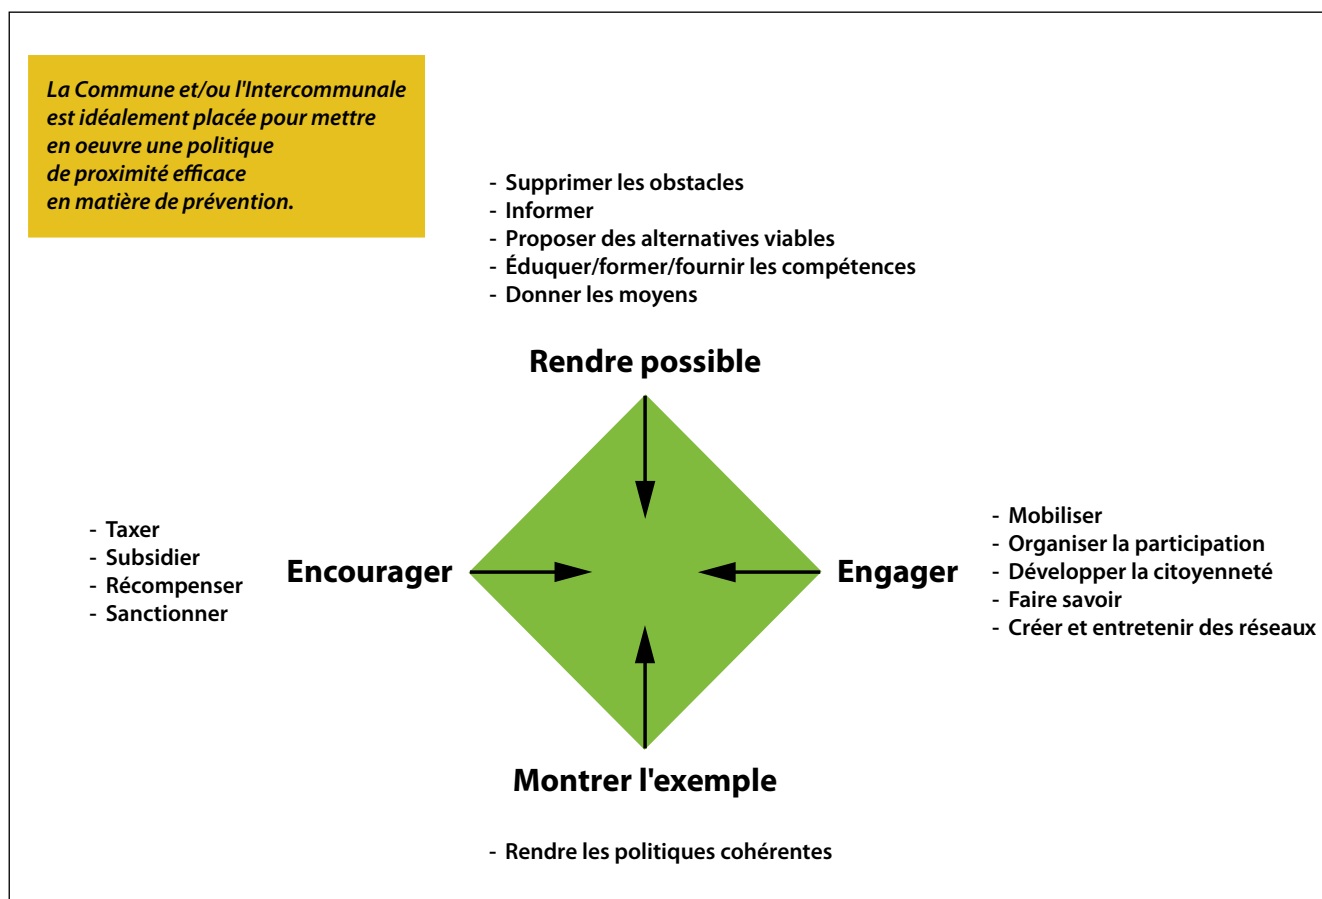 La Commune et/ou l'Intercommunale
est idéalement placée pour mettre
en oeuvre une politique
de proximité efficace
en matière de prévention.
- Supprimer les obstacles
- Informer
- Proposer des alternatives viables
- Éduquer/former/fournir les compétences
- Donner les moyens
Rendre possible
- Taxer
- Subsidier
- Récompenser
- Sanctionner
Encourager
Engager
- Mobiliser
- Organiser la participation
- Développer la citoyenneté
- Faire savoir
- Créer et entretenir des réseaux
Montrer l'exemple
- Rendre les politiques cohérentes